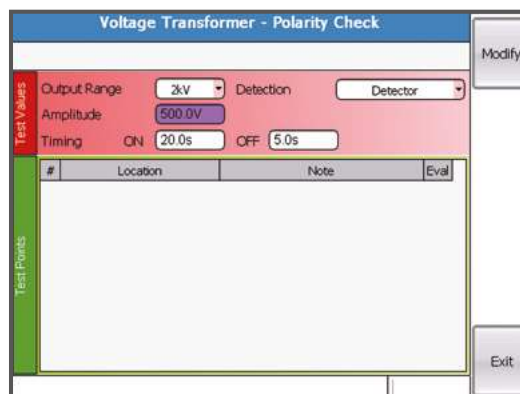 Voltage Transformer - Polarity Check
Modify
Test Values
Output Range 2kV Detection Detector
Amplitude 500.0V
Timing ON 20.0s OFF 5.0s
Test Points
# Location Note Eval
Exit